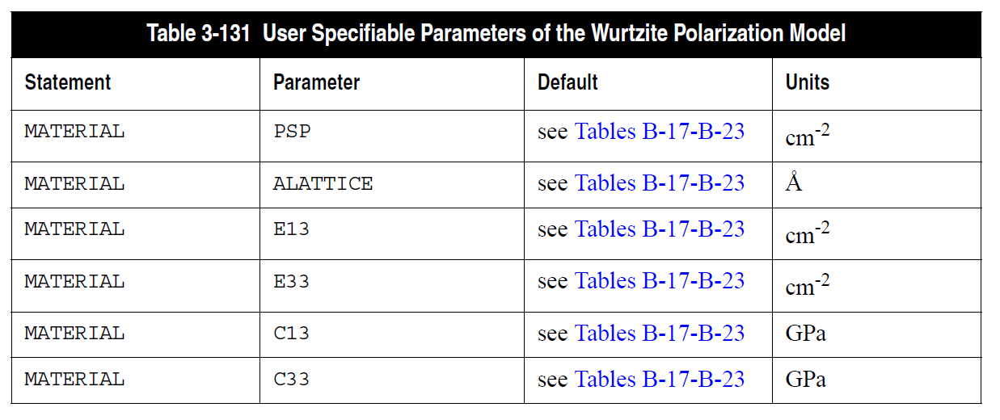 Table 3-131 User Specifiable Parameters of the Wurtzite Polarization Model
Statement Parameter Default Units
MATERIAL PSP see Tables B-17-B-23 cm-2
MATERIAL ALATTICE see Tables B-17-B-23 Å
MATERIAL E13 see Tables B-17-B-23 cm-2
MATERIAL E33 see Tables B-17-B-23 cm-2
MATERIAL C13 see Tables B-17-B-23 GPa
MATERIAL C33 see Tables B-17-B-23 GPa